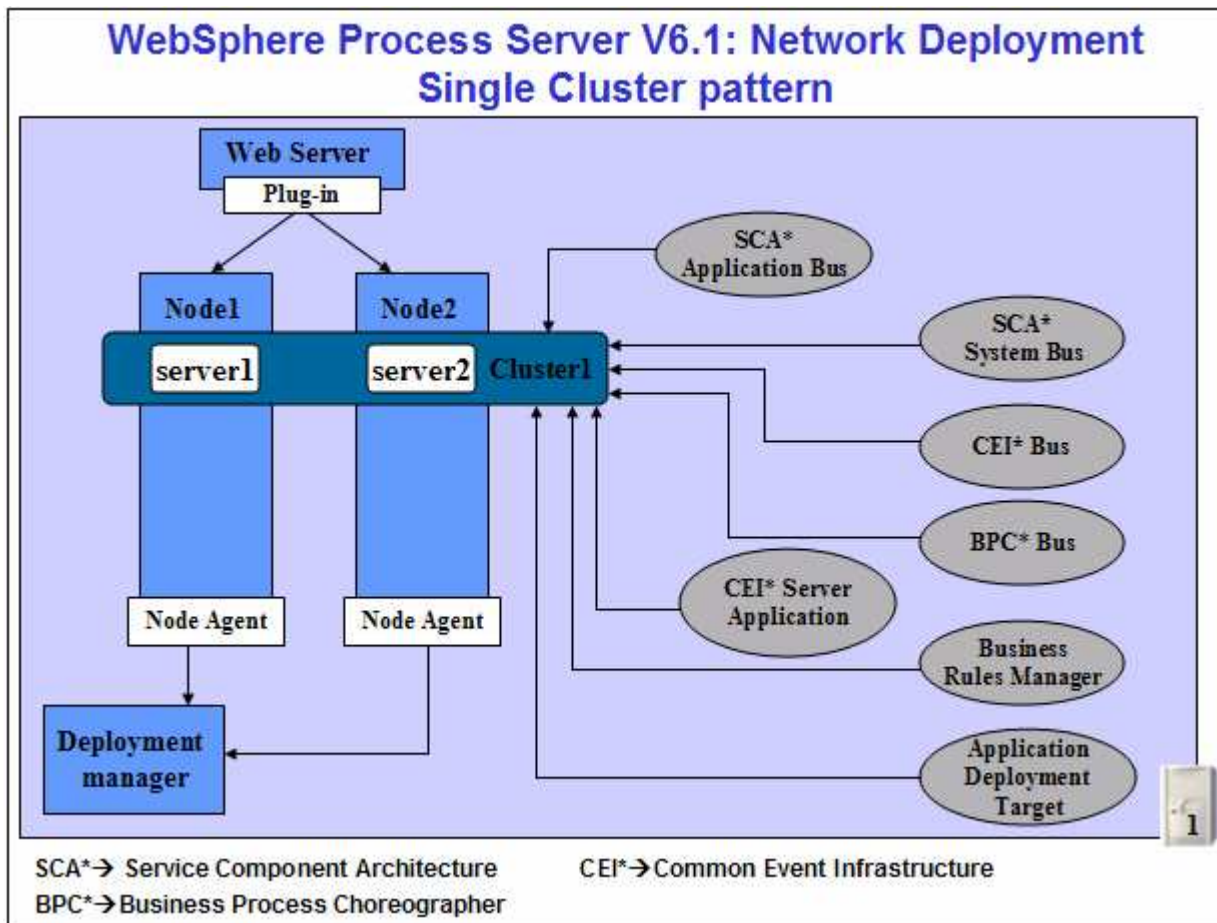 WebSphere Process Server V6.1: Network Deployment
Single Cluster pattern
Web Server
Plug-in
SCA*
Application Bus
Node1
Node2
SCA*
System Bus
server1
server2
Cluster1
CEI* Bus
BPC* Bus
CEI* Server
Application
Node Agent
Node Agent
Business
Rules Manager
Deployment
manager
Application
Deployment
Target
1
SCA*→ Service Component Architecture
CEI*→Common Event Infrastructure
BPC*→Business Process Choreographer